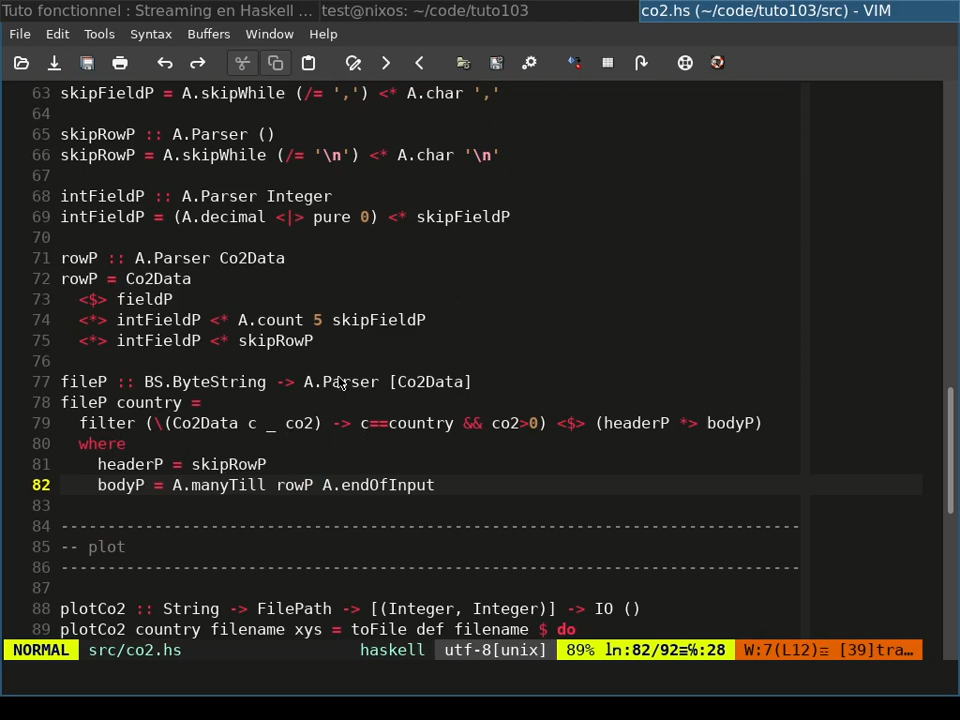 Tuto fonctionnel : Streaming en Haskell ... test@nixos: ~/code/tuto103 co2.hs (~/code/tuto103/src) - VIM
File Edit Tools Syntax Buffers Window Help
63 skipFieldP = A.skipWhile (/= ',') <* A.char ','
64
65 skipRowP :: A.Parser ()
66 skipRowP = A.skipWhile (/= '\n') <* A.char '\n'
67
68 intFieldP :: A.Parser Integer
69 intFieldP = (A.decimal <|> pure 0) <* skipFieldP
70
71 rowP :: A.Parser Co2Data
72 rowP = Co2Data
73   <$> fieldP
74   <*> intFieldP <* A.count 5 skipFieldP
75   <*> intFieldP <* skipRowP
76
77 fileP :: BS.ByteString -> A.Parser [Co2Data]
78 fileP country =
79   filter (\(Co2Data c _ co2) -> c==country && co2>0) <$> (headerP *> bodyP)
80   where
81     headerP = skipRowP
82     bodyP = A.manyTill rowP A.endOfInput
83
84 -------------------------------------------------------------------------------
85 -- plot
86 -------------------------------------------------------------------------------
87
88 plotCo2 :: String -> FilePath -> [(Integer, Integer)] -> IO ()
89 plotCo2 country filename xys = toFile def filename $ do
NORMAL src/co2.hs haskell utf-8[unix] 89% ln:82/92≡℅:28 W:7(L12)≡ [39]tra…